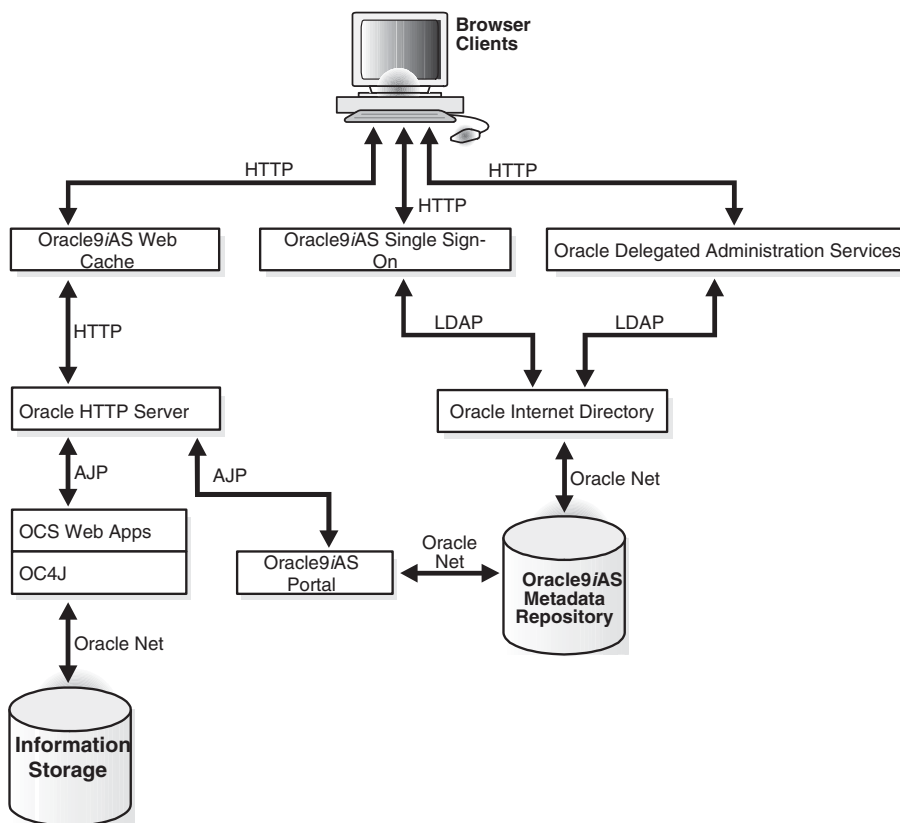 Browser
Clients
HTTP
HTTP
HTTP
Oracle9iAS Web
Cache
Oracle9iAS Single Sign-
On
Oracle Delegated Administration Services
HTTP
LDAP
LDAP
Oracle HTTP Server
Oracle Internet Directory
AJP
AJP
Oracle Net
OCS Web Apps
OC4J
Oracle9iAS
Portal
Oracle
Net
Oracle9iAS
Metadata
Repository
Oracle Net
Information
Storage